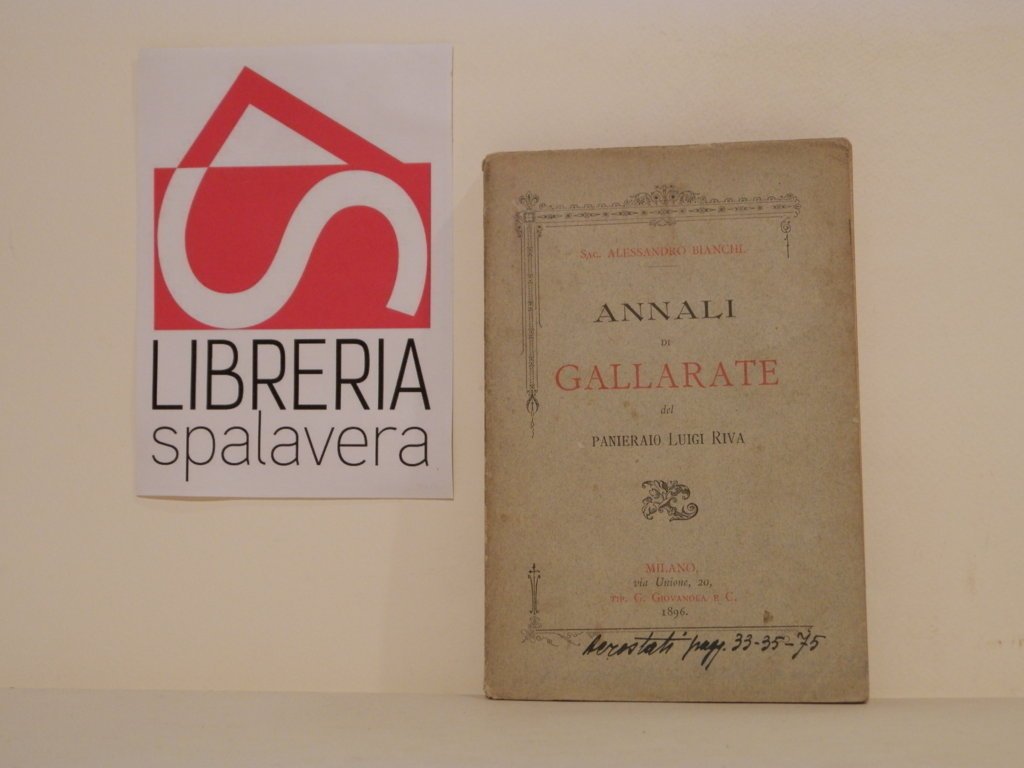 LIBRERIA
spalavera
Sac. ALESSANDRO BIANCHI.
ANNALI
DI
GALLARATE
del
PANIERAIO LUIGI RIVA
MILANO,
via Unione, 20,
TIP. G. GIOVANOLA E C.
1896.
Aerostati pagg. 33-35-75